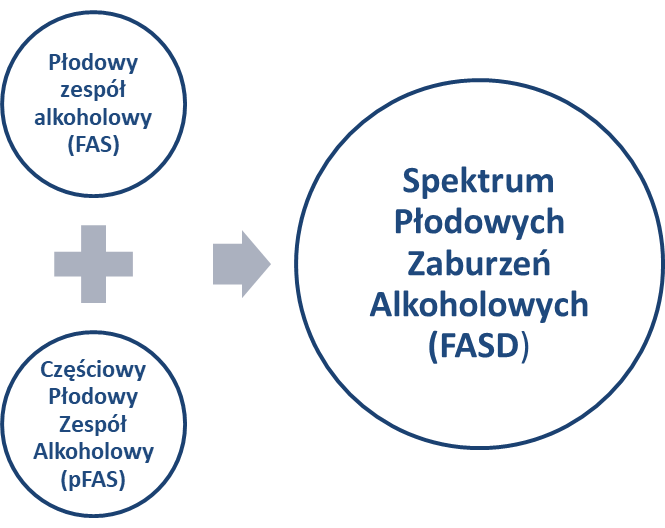 Płodowy
zespół
alkoholowy
(FAS)
Częściowy
Płodowy
Zespół
Alkoholowy
(pFAS)
Spektrum
Płodowych
Zaburzeń
Alkoholowych
(FASD)